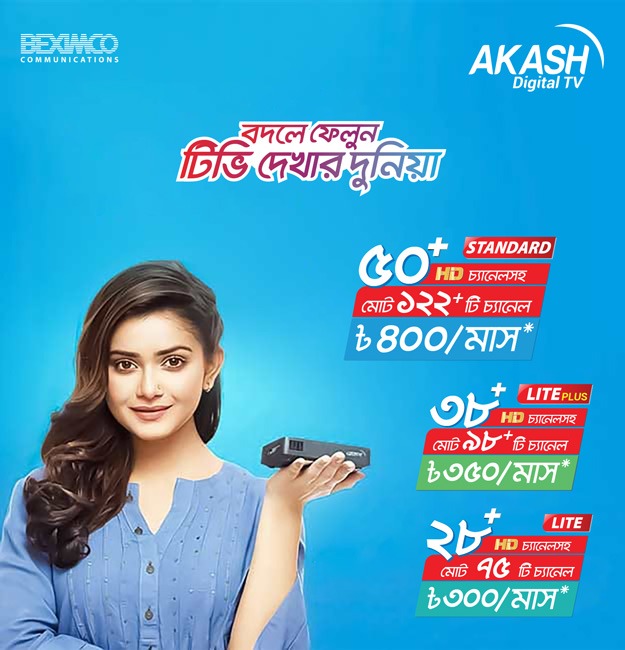 BEXIMCO
COMMUNICATIONS
AKASH
Digital TV
বদলে ফেলুন
টিভি দেখার দুনিয়া
STANDARD
৫০+
HD চ্যানেলসহ
মোট ১২২+ টি চ্যানেল
৳৪০০/মাস*
LITE PLUS
৩৮+
HD চ্যানেলসহ
মোট ৯৮+ টি চ্যানেল
৳৩৫০/মাস*
LITE
২৮+
HD চ্যানেলসহ
মোট ৭৫ টি চ্যানেল
৳৩০০/মাস*